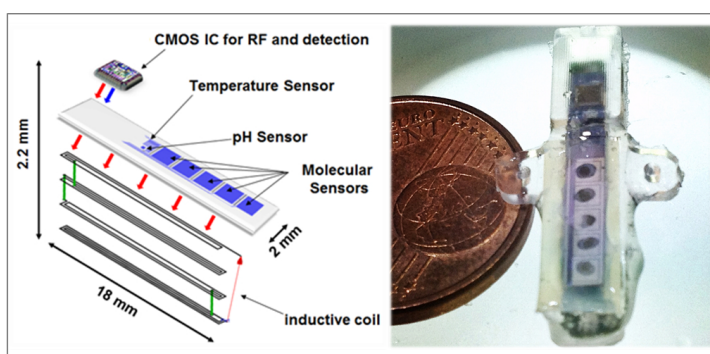 CMOS IC for RF and detection
Temperature Sensor
pH Sensor
Molecular
Sensors
2.2 mm
2 mm
18 mm
inductive coil
CENT